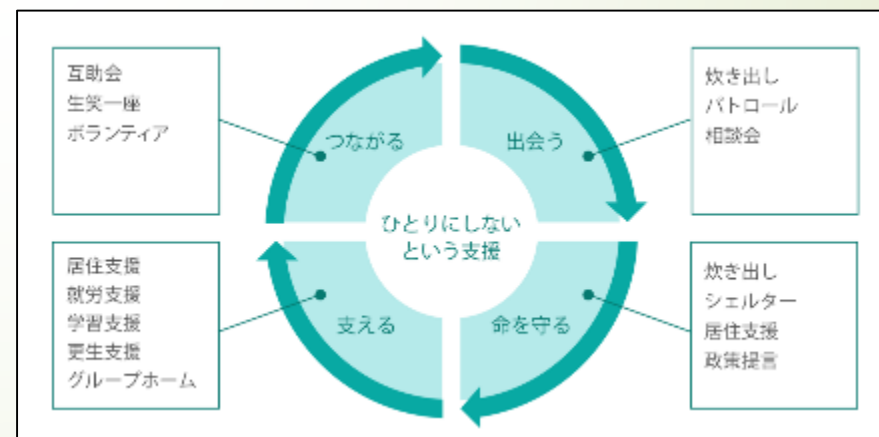 互助会
生笑一座
ボランティア
つながる
出会う
炊き出し
パトロール
相談会
ひとりにしない
という支援
居住支援
就労支援
学習支援
更生支援
グループホーム
支える
命を守る
炊き出し
シェルター
居住支援
政策提言